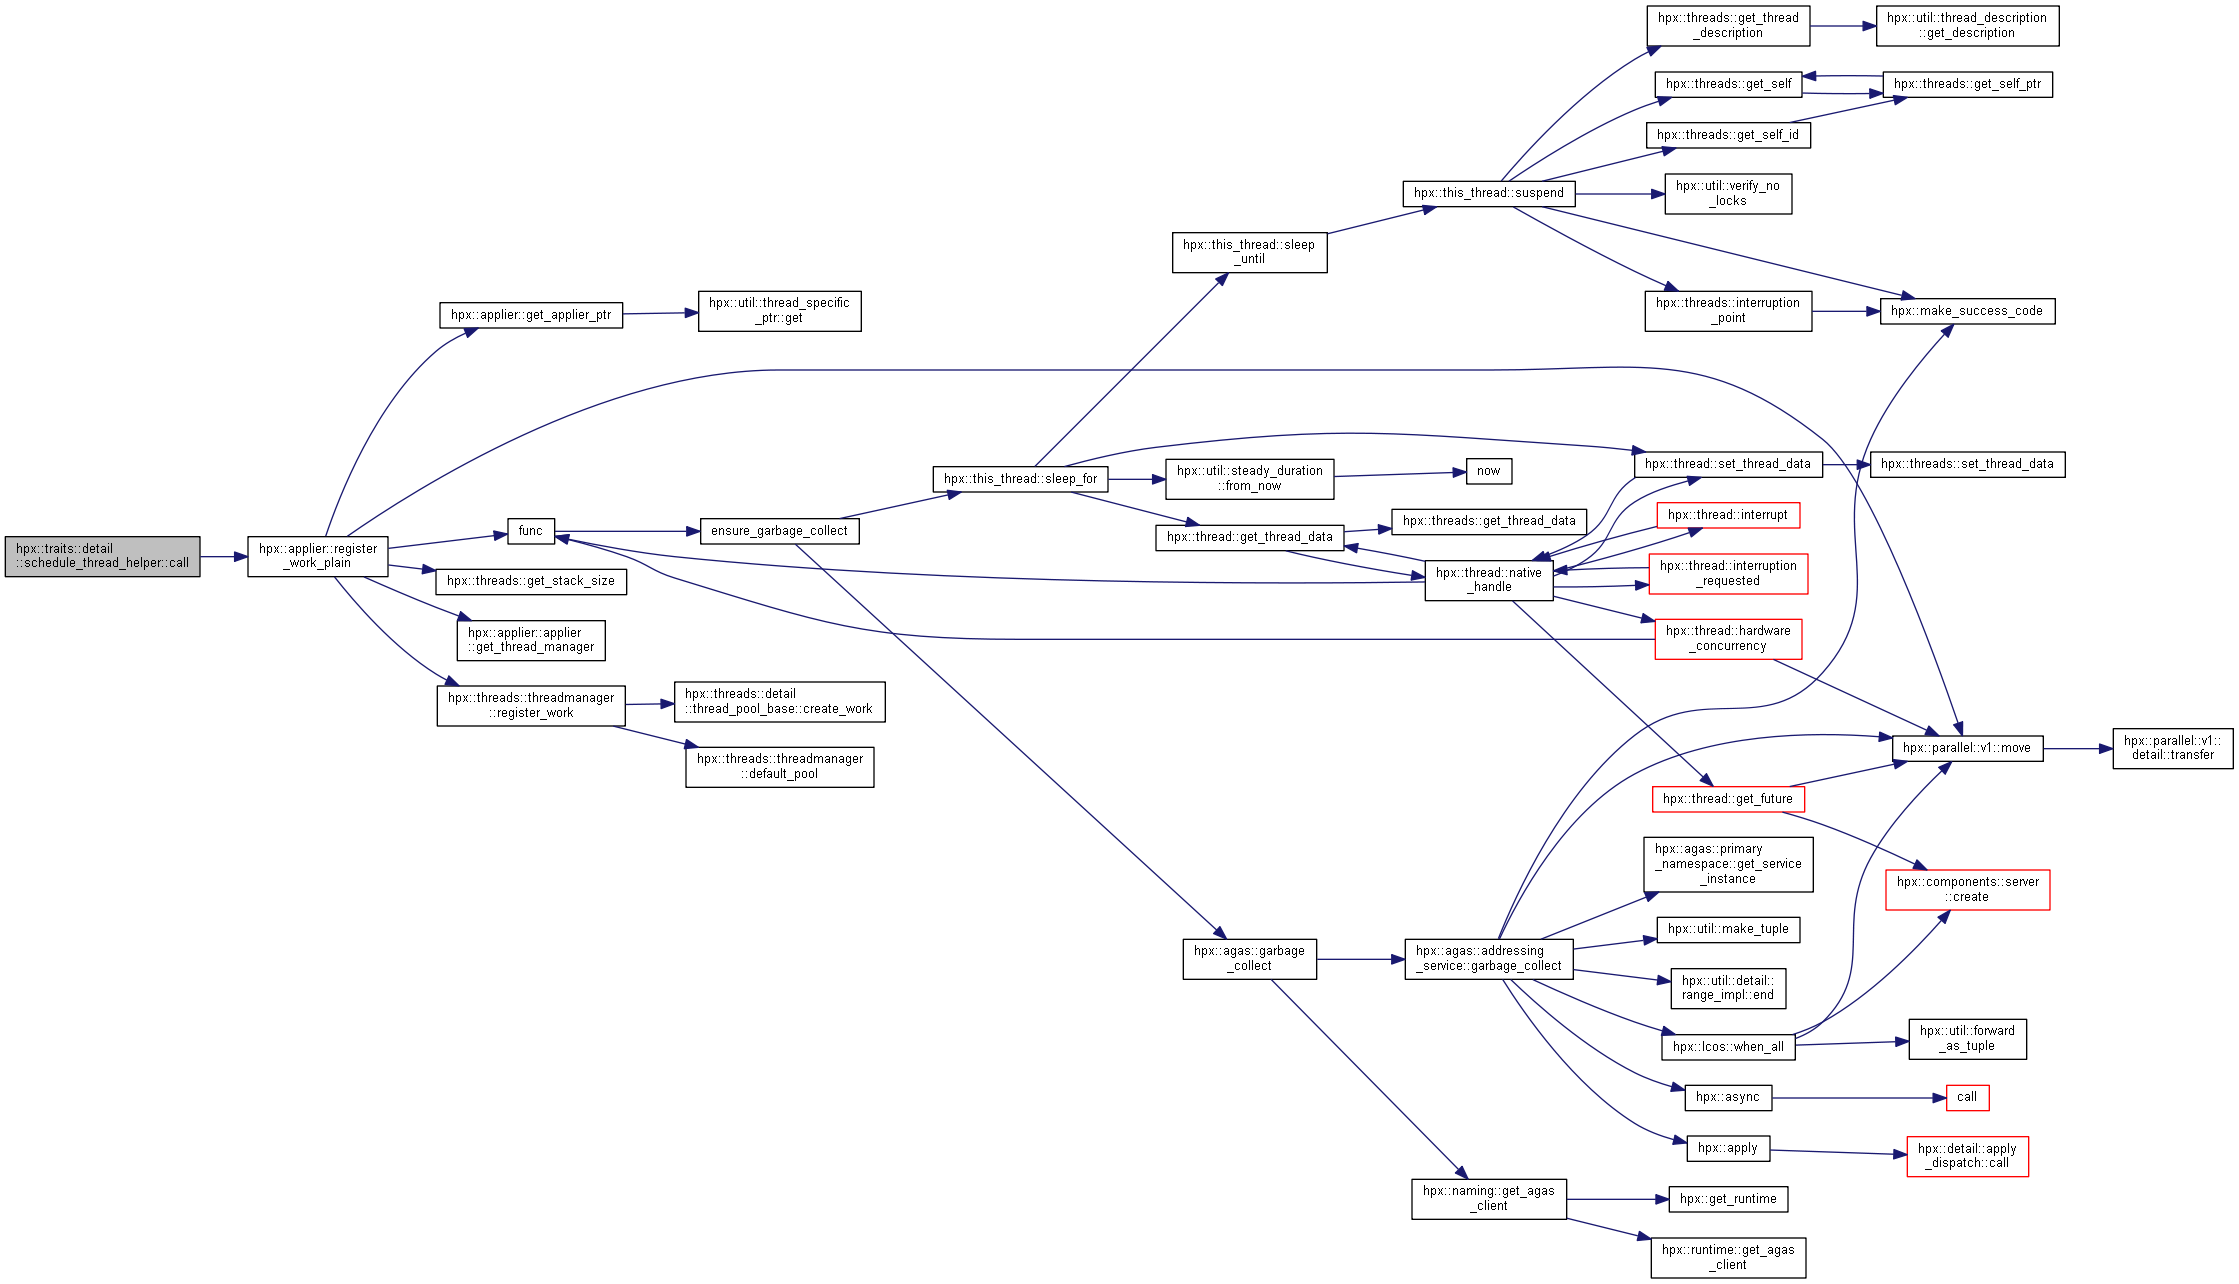 hpx::traits::detail
::schedule_thread_helper::call
hpx::applier::register
_work_plain
hpx::applier::get_applier_ptr
hpx::util::thread_specific
_ptr::get
func
hpx::threads::get_stack_size
hpx::applier::applier
::get_thread_manager
hpx::threads::threadmanager
::register_work
hpx::threads::detail
::thread_pool_base::create_work
hpx::threads::threadmanager
::default_pool
ensure_garbage_collect
hpx::this_thread::sleep_for
hpx::this_thread::sleep
_until
hpx::util::steady_duration
::from_now
now
hpx::thread::get_thread_data
hpx::threads::get_thread_data
hpx::thread::native
_handle
hpx::this_thread::suspend
hpx::threads::get_thread
_description
hpx::util::thread_description
::get_description
hpx::threads::get_self
hpx::threads::get_self_ptr
hpx::threads::get_self_id
hpx::util::verify_no
_locks
hpx::threads::interruption
_point
hpx::make_success_code
hpx::thread::set_thread_data
hpx::threads::set_thread_data
hpx::thread::interrupt
hpx::thread::interruption
_requested
hpx::thread::hardware
_concurrency
hpx::parallel::v1::move
hpx::parallel::v1::
detail::transfer
hpx::thread::get_future
hpx::components::server
::create
hpx::agas::garbage
_collect
hpx::agas::addressing
_service::garbage_collect
hpx::agas::primary
_namespace::get_service
_instance
hpx::util::make_tuple
hpx::util::detail::
range_impl::end
hpx::lcos::when_all
hpx::util::forward
_as_tuple
hpx::async
call
hpx::apply
hpx::detail::apply
_dispatch::call
hpx::naming::get_agas
_client
hpx::get_runtime
hpx::runtime::get_agas
_client